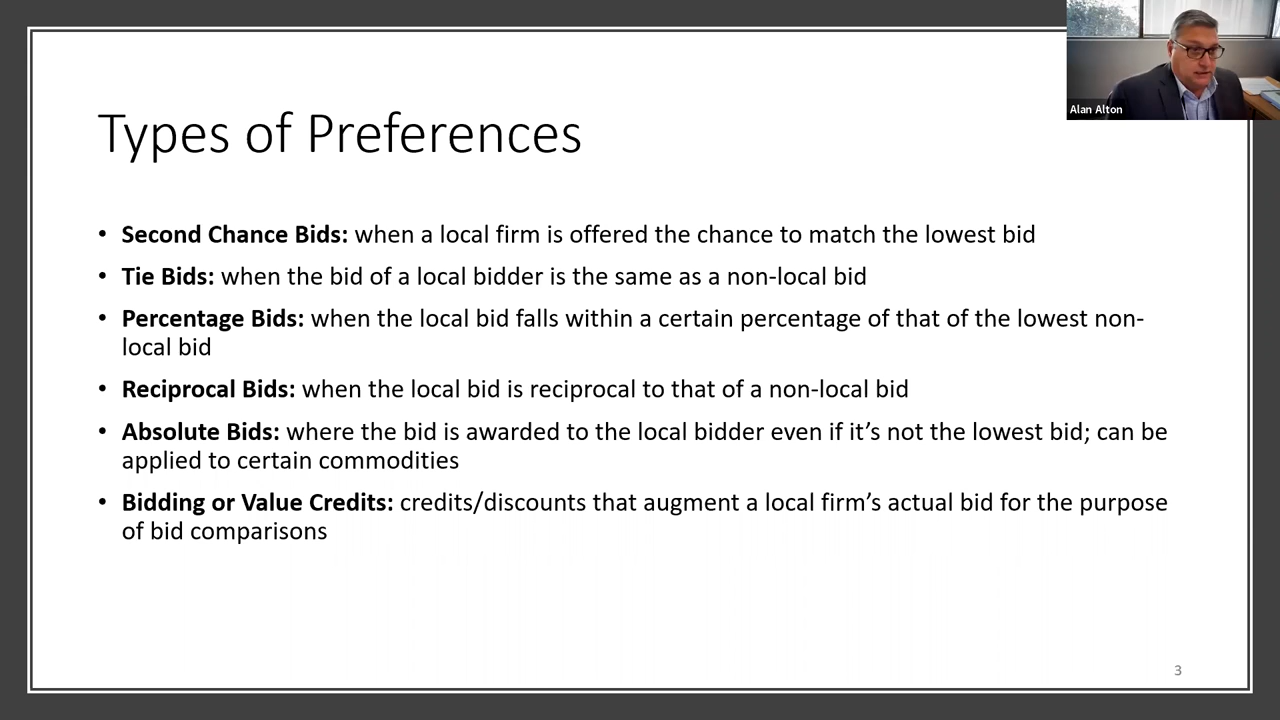 Alan Alton
Types of Preferences
• Second Chance Bids: when a local firm is offered the chance to match the lowest bid
• Tie Bids: when the bid of a local bidder is the same as a non-local bid
• Percentage Bids: when the local bid falls within a certain percentage of that of the lowest non-
local bid
• Reciprocal Bids: when the local bid is reciprocal to that of a non-local bid
• Absolute Bids: where the bid is awarded to the local bidder even if it’s not the lowest bid; can be
applied to certain commodities
• Bidding or Value Credits: credits/discounts that augment a local firm’s actual bid for the purpose
of bid comparisons
3